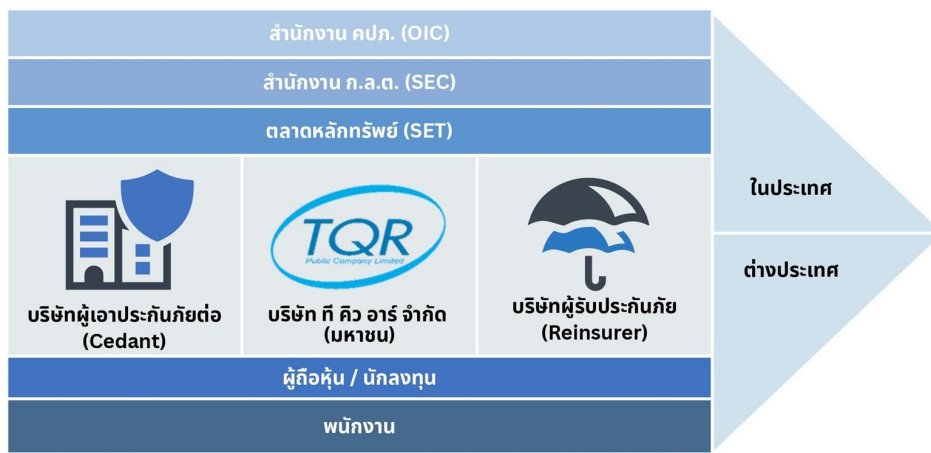 สำนักงาน คปภ. (OIC)
สำนักงาน ก.ล.ต. (SEC)
ตลาดหลักทรัพย์ (SET)
TQR
Public Company Limited
บริษัทผู้เอาประกันภัยต่อ
(Cedant)
บริษัท ที คิว อาร์ จำกัด
(มหาชน)
บริษัทผู้รับประกันภัย
(Reinsurer)
ผู้ถือหุ้น / นักลงทุน
พนักงาน
ในประเทศ
ต่างประเทศ